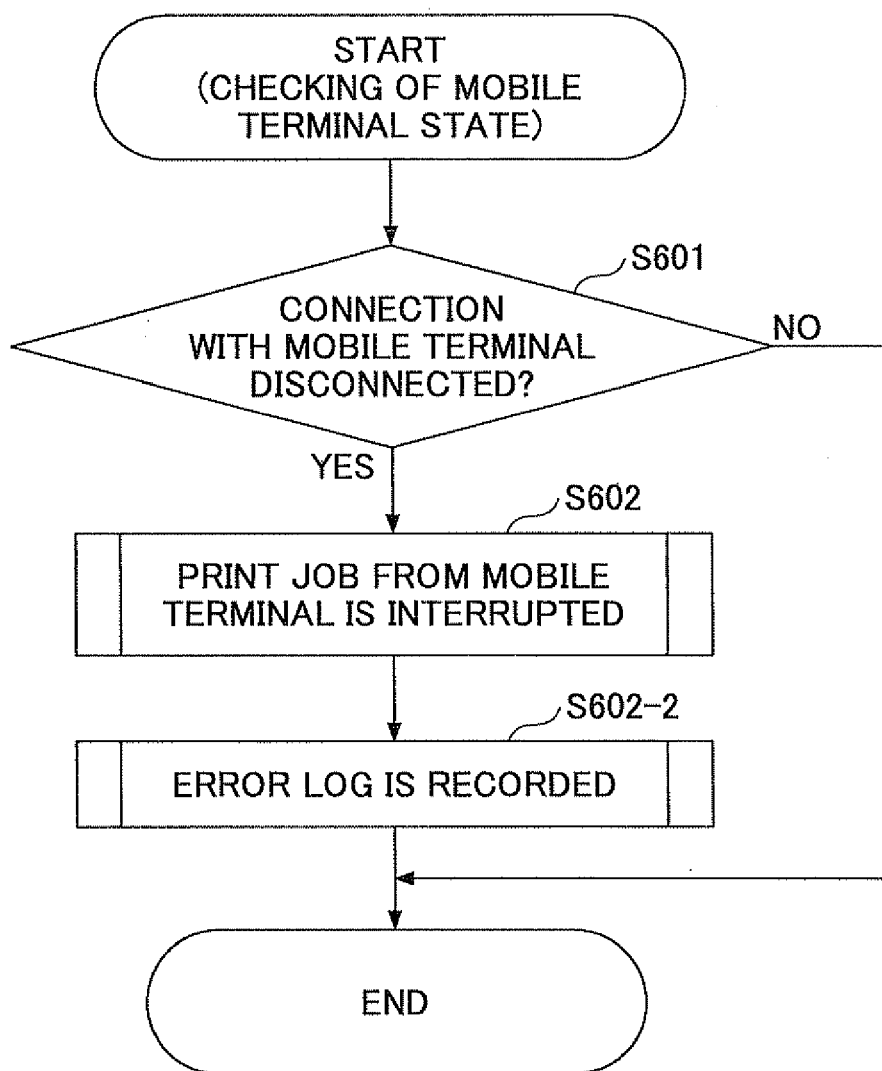 START
(CHECKING OF MOBILE
TERMINAL STATE)
S601
CONNECTION
WITH MOBILE TERMINAL
DISCONNECTED?
NO
YES
S602
PRINT JOB FROM MOBILE
TERMINAL IS INTERRUPTED
S602-2
ERROR LOG IS RECORDED
END